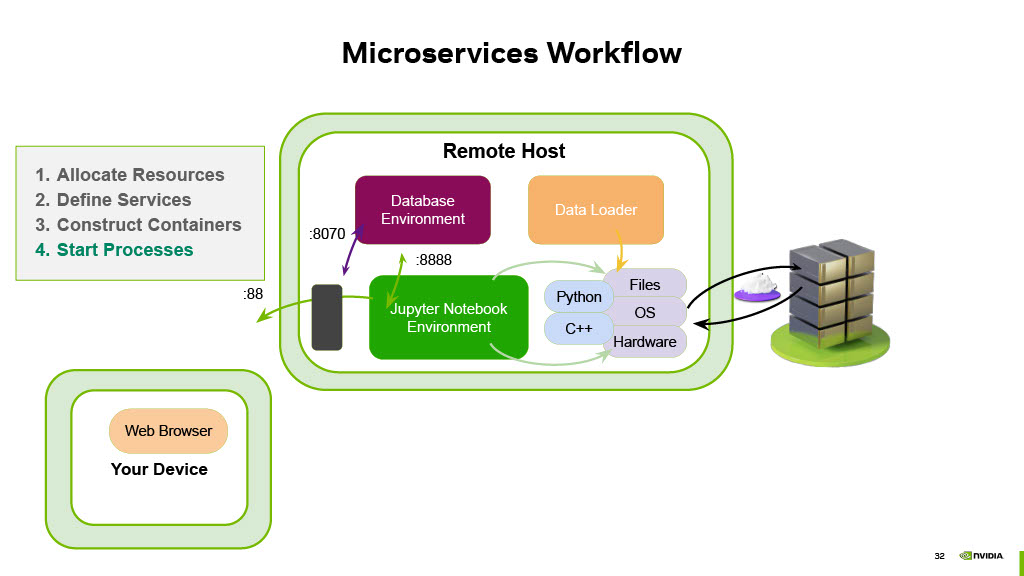 Microservices Workflow
1. Allocate Resources
2. Define Services
3. Construct Containers
4. Start Processes
Remote Host
Database
Environment
Data Loader
:8070
:8888
:88
Jupyter Notebook
Environment
Python
C++
Files
OS
Hardware
Web Browser
Your Device
32
NVIDIA